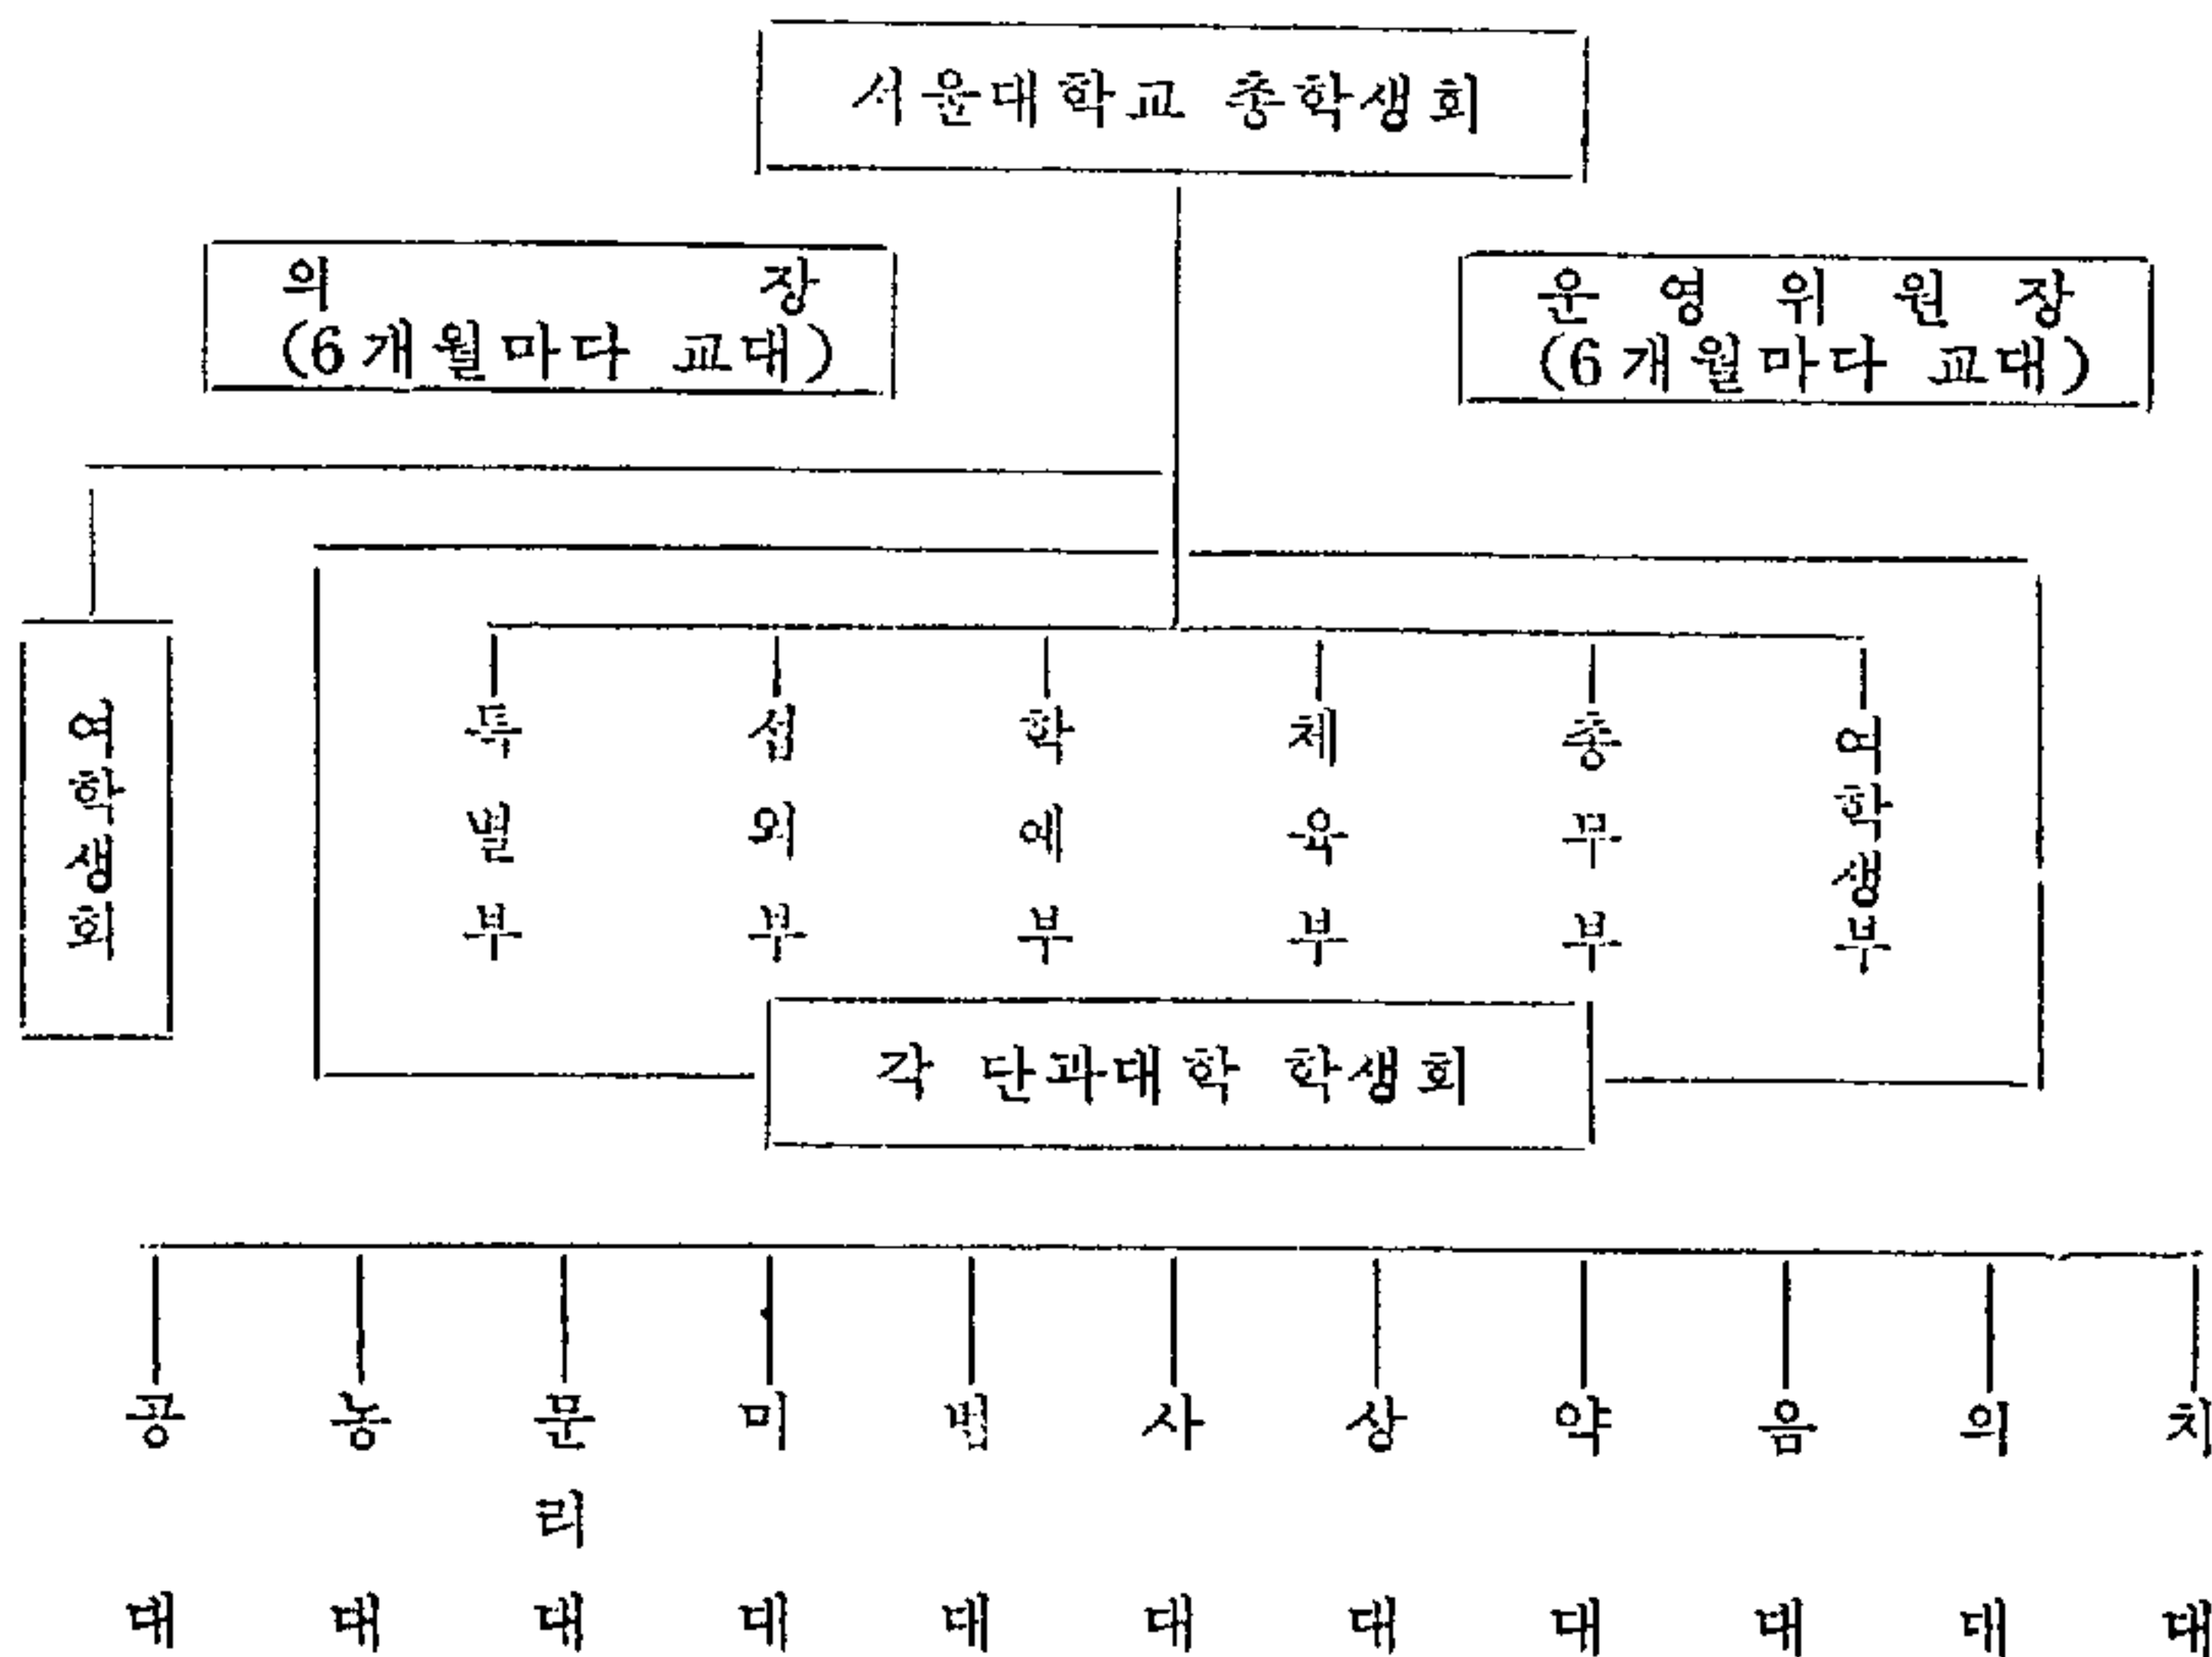 서울대학교 총학생회
의 장
(6개월마다 교대)
운영위원장
(6개월마다 교대)
여학생회
특별부
섭외부
학예부
체육부
총무부
여학생부
각 단과대학 학생회
공대
농대
문리대
미대
법대
사대
상대
약대
음대
의대
치대